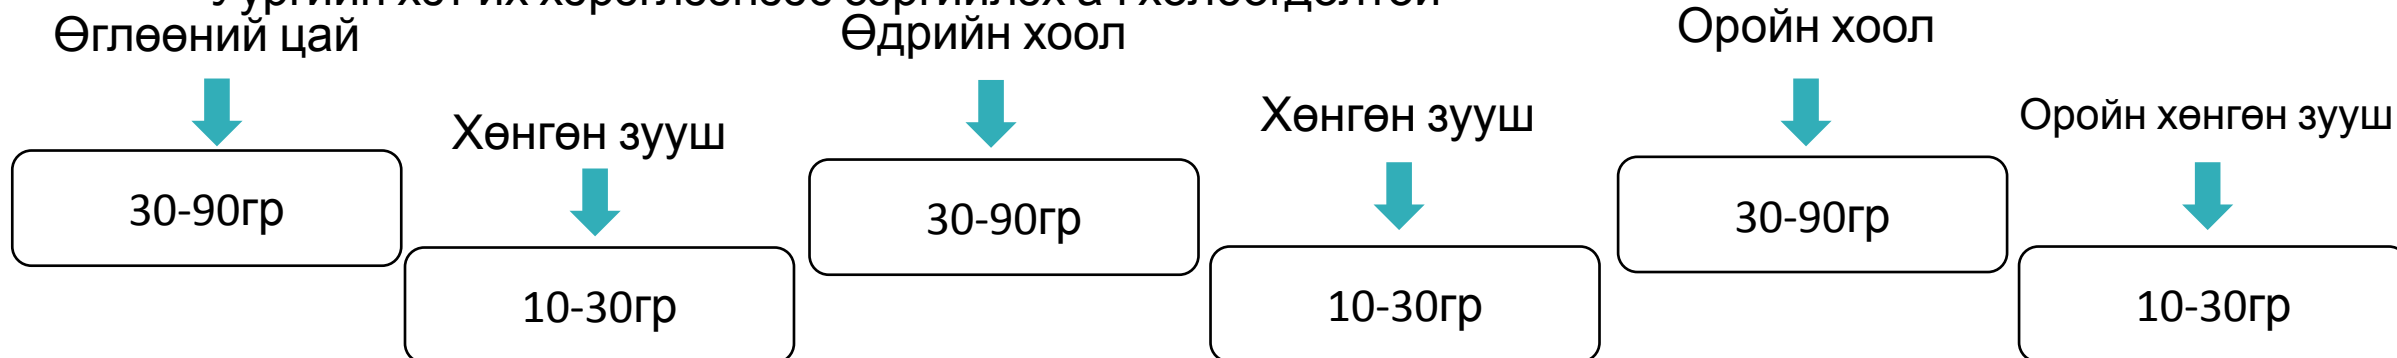 Өглөөний цай
Өдрийн хоол
Оройн хоол
Хөнгөн зууш
Хөнгөн зууш
Оройн хөнгөн зууш
30-90гр
30-90гр
30-90гр
10-30гр
10-30гр
10-30гр